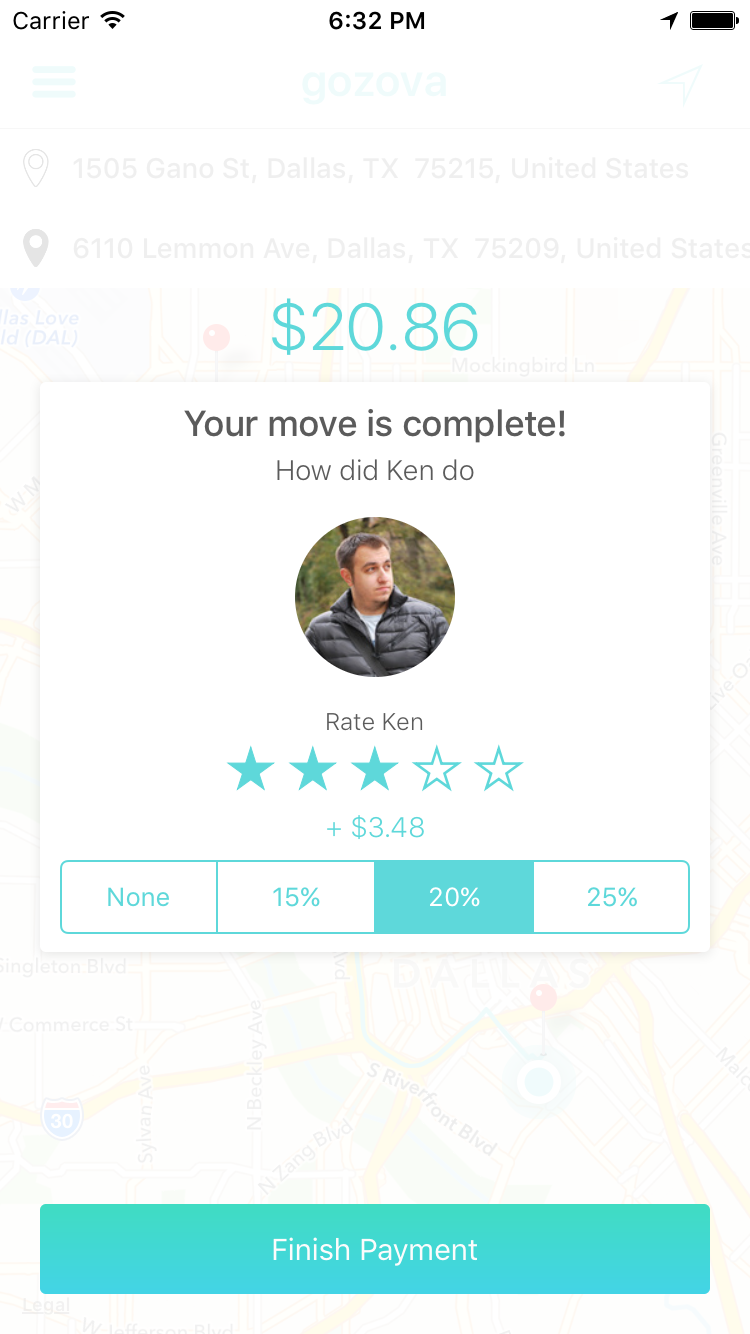 Carrier 6:32 PM
gozova
1505 Gano St, Dallas, TX  75215, United States
6110 Lemmon Ave, Dallas, TX  75209, United States
llas Love
ld (DAL)
$20.86
Mockingbird Ln
Your move is complete!
How did Ken do
W M
Greenville Ave
Rate Ken
Live O
+ $3.48
None 15% 20% 25%
Singleton Blvd
DALLAS
Commerce St
N Beckley Ave
Sylvan Ave
S Riverfront Blvd
30
N Zang Blvd
Malc
Finish Payment
Legal
W Jefferson Blvd